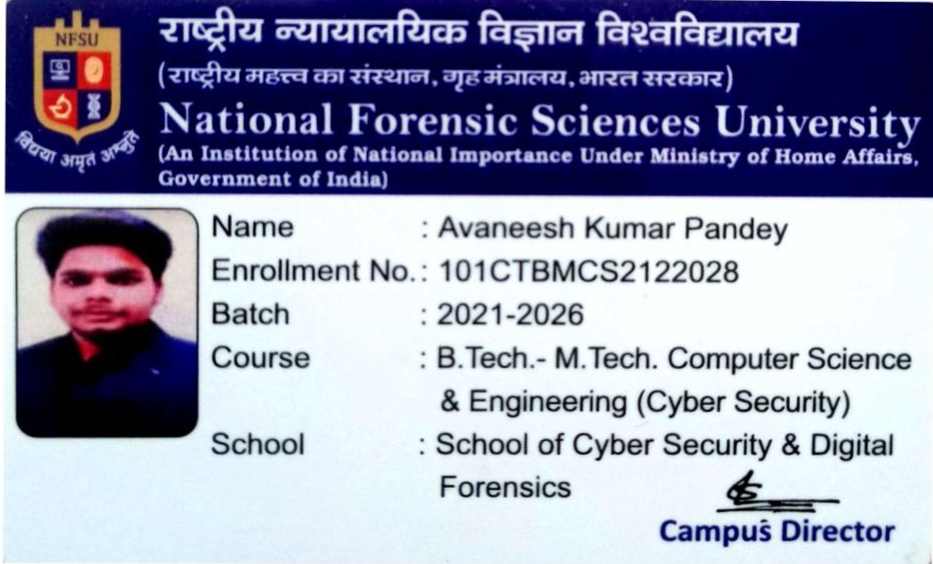 NFSU
विद्यया अमृतं अश्नुते
राष्ट्रीय न्यायालयिक विज्ञान विश्वविद्यालय
(राष्ट्रीय महत्त्व का संस्थान, गृह मंत्रालय, भारत सरकार)
National Forensic Sciences University
(An Institution of National Importance Under Ministry of Home Affairs,
Government of India)
Name : Avaneesh Kumar Pandey
Enrollment No. : 101CTBMCS2122028
Batch : 2021-2026
Course : B.Tech.- M.Tech. Computer Science
& Engineering (Cyber Security)
School : School of Cyber Security & Digital
Forensics
Campus Director